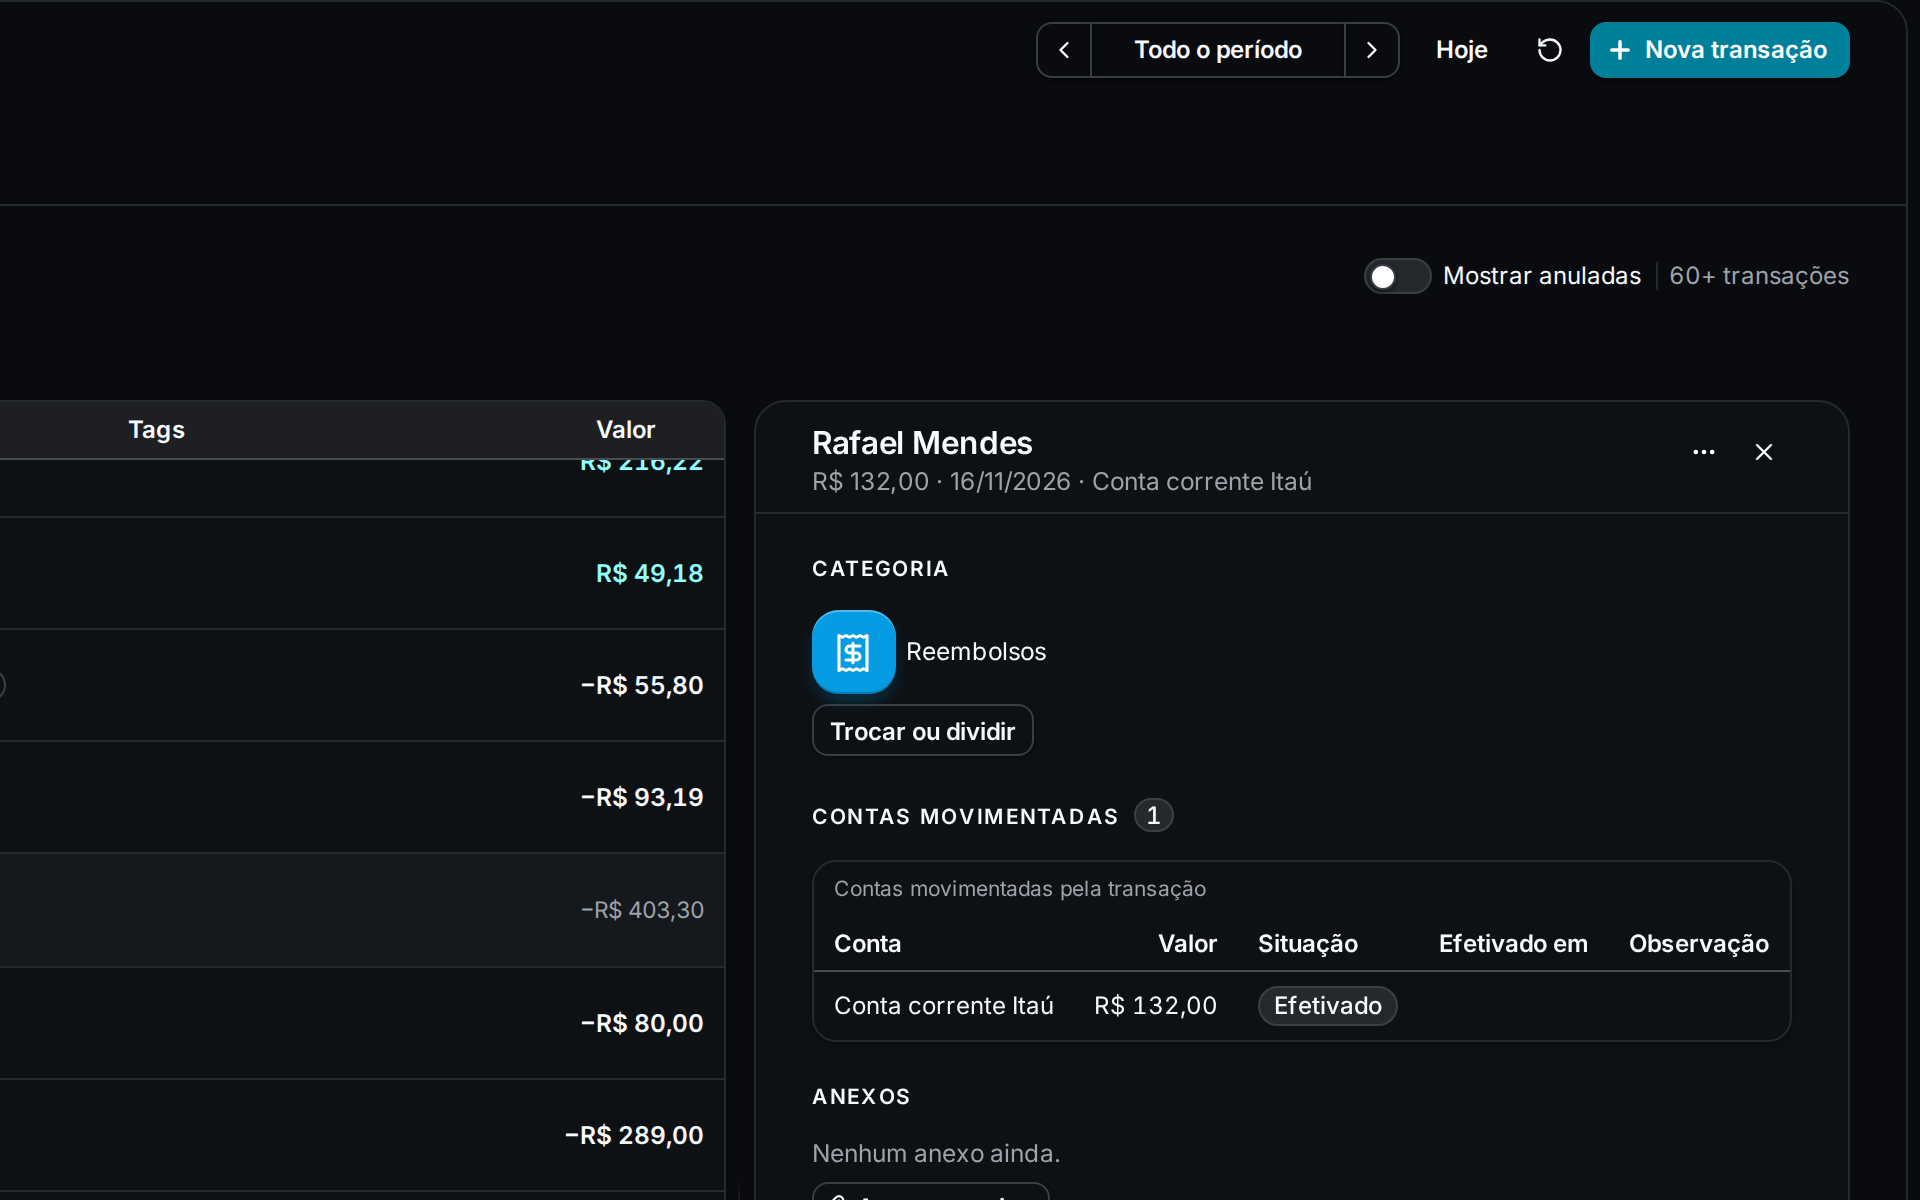 Todo o período
Hoje
Nova transação
Mostrar anuladas
60+ transações
Tags
Valor
R$ 216,22
R$ 49,18
−R$ 55,80
−R$ 93,19
−R$ 403,30
−R$ 80,00
−R$ 289,00
Rafael Mendes
R$ 132,00 · 16/11/2026 · Conta corrente Itaú
CATEGORIA
Reembolsos
Trocar ou dividir
CONTAS MOVIMENTADAS 1
Contas movimentadas pela transação
Conta Valor Situação Efetivado em Observação
Conta corrente Itaú R$ 132,00 Efetivado
ANEXOS
Nenhum anexo ainda.